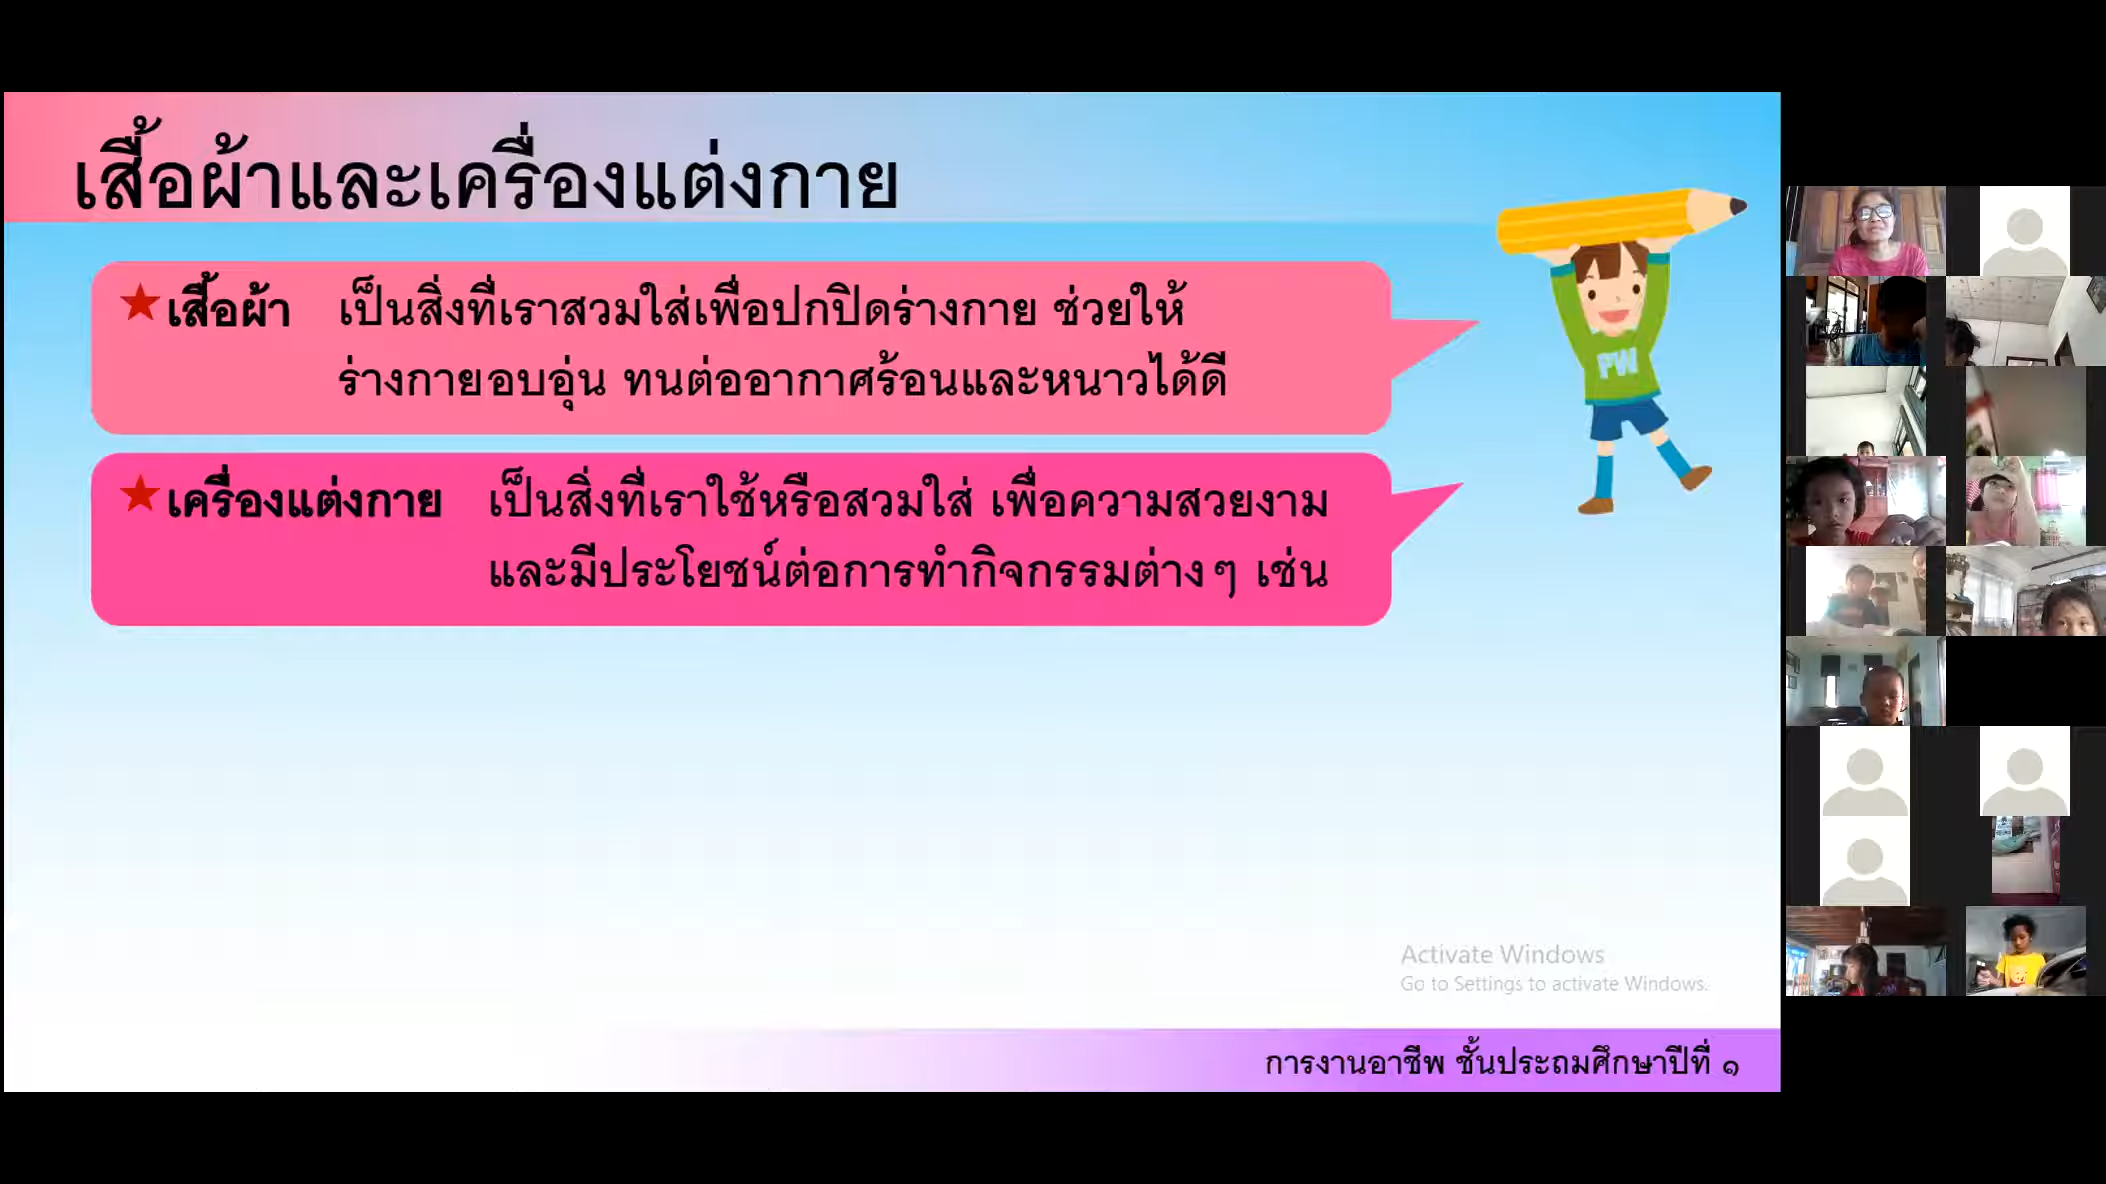 เสื้อผ้าและเครื่องแต่งกาย
เสื้อผ้า เป็นสิ่งที่เราสวมใส่เพื่อปกปิดร่างกาย ช่วยให้
ร่างกายอบอุ่น ทนต่ออากาศร้อนและหนาวได้ดี
PW
เครื่องแต่งกาย เป็นสิ่งที่เราใช้หรือสวมใส่ เพื่อความสวยงาม
และมีประโยชน์ต่อการทำกิจกรรมต่าง ๆ เช่น
Activate Windows
Go to Settings to activate Windows.
การงานอาชีพ ชั้นประถมศึกษาปีที่ ๑